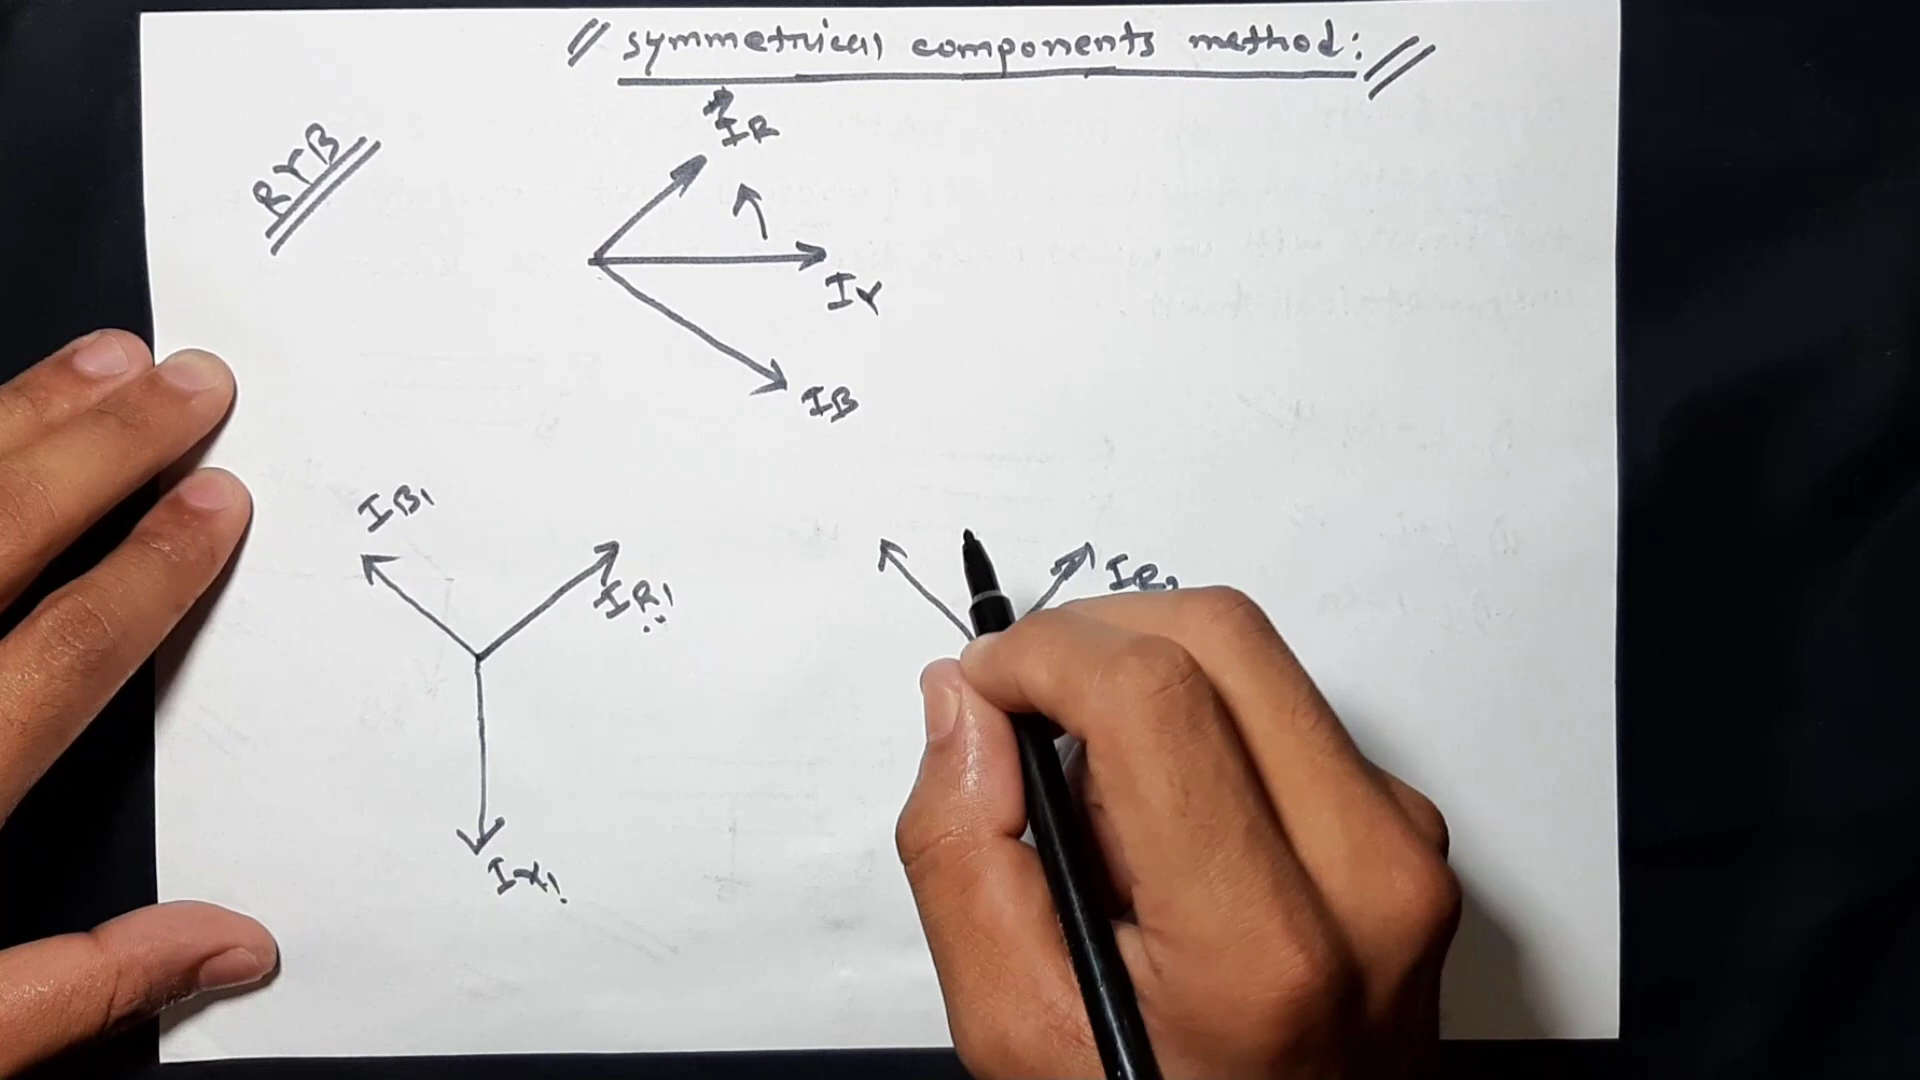 // symmetrical components method: //
RYB
IR
IY
IB
IB1
IR1
IR2
IY1